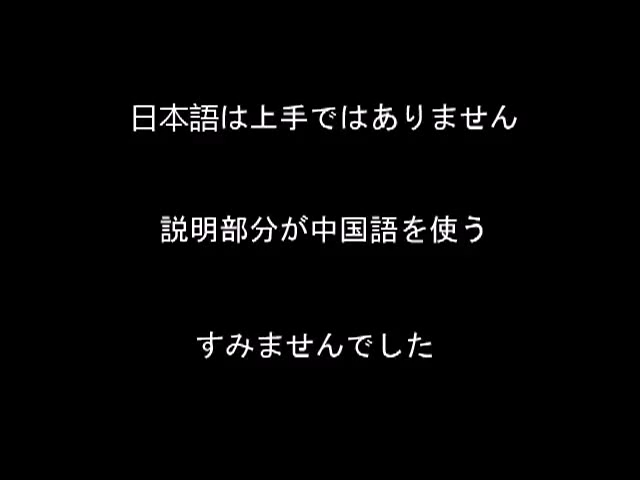 日本語は上手ではありません
説明部分が中国語を使う
すみませんでした